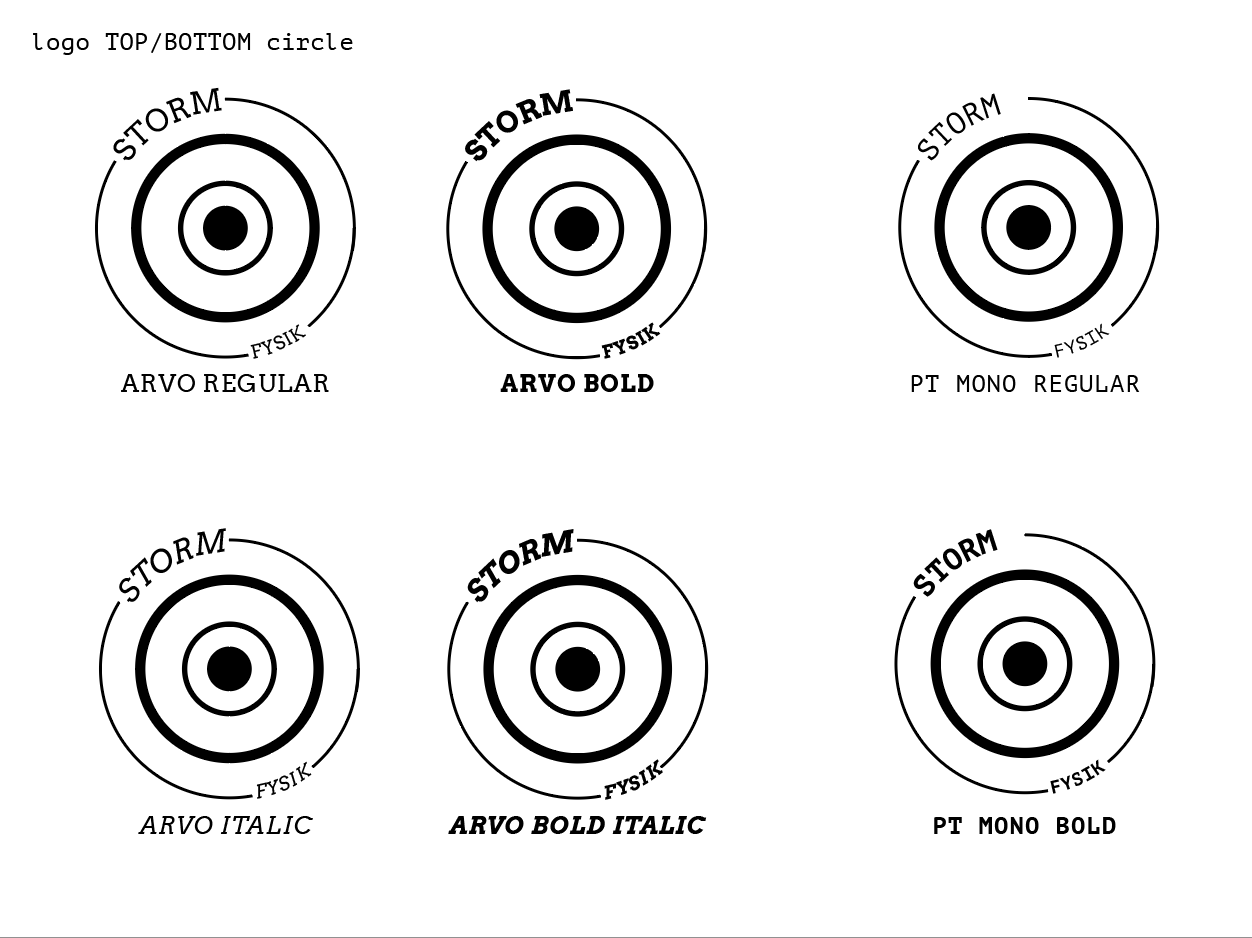 logo TOP/BOTTOM circle
STORM
FYSIK
ARVO REGULAR
STORM
FYSIK
ARVO BOLD
STORM
FYSIK
PT MONO REGULAR
STORM
FYSIK
ARVO ITALIC
STORM
FYSIK
ARVO BOLD ITALIC
STORM
FYSIK
PT MONO BOLD